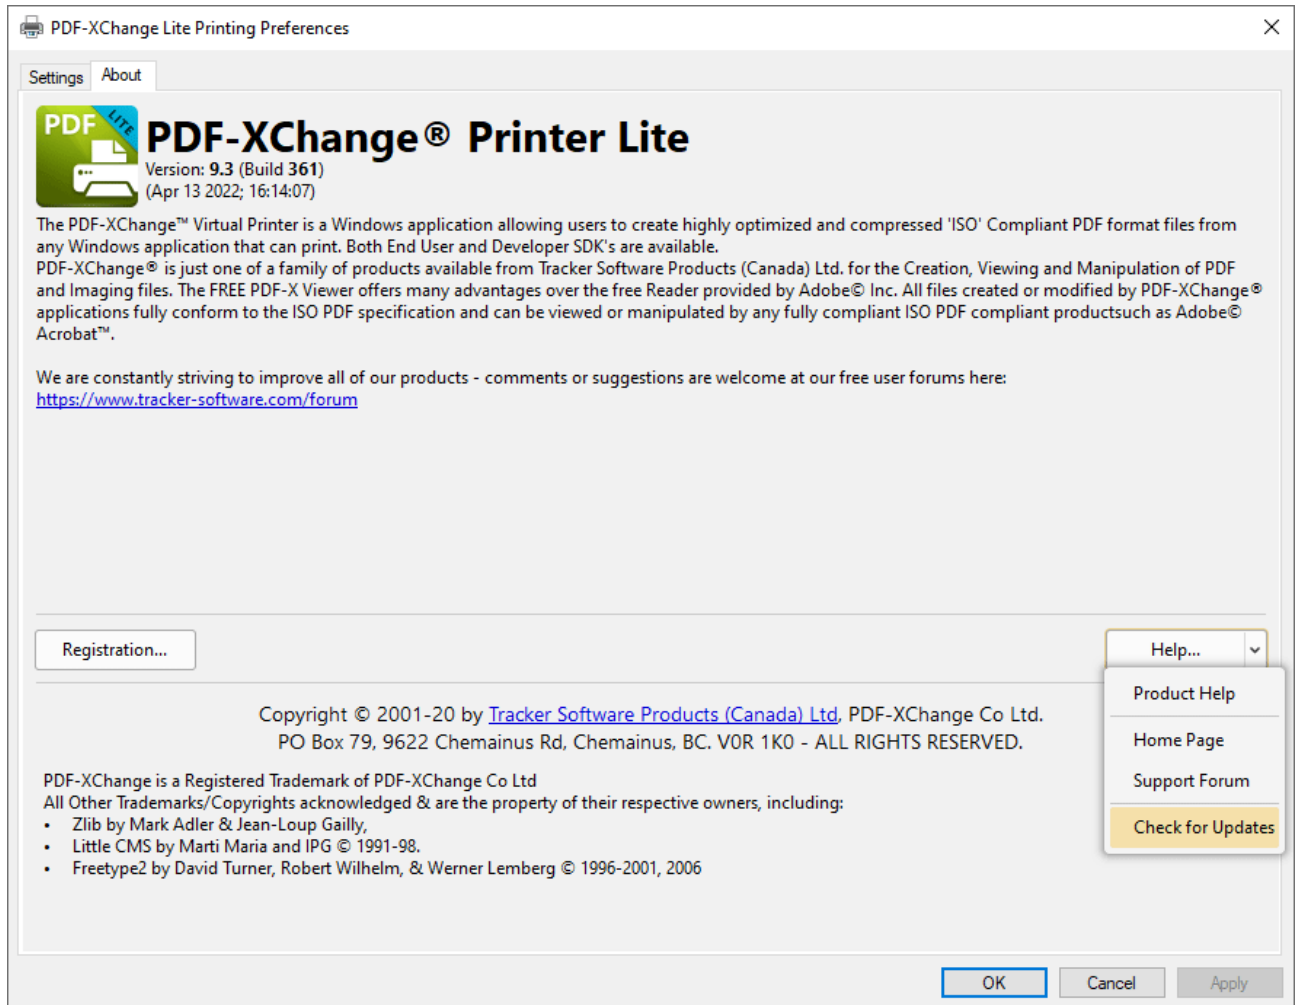 PDF-XChange Lite Printing Preferences
Settings
About
PDF LITE
PDF-XChange® Printer Lite
Version: 9.3 (Build 361)
(Apr 13 2022; 16:14:07)
The PDF-XChange™ Virtual Printer is a Windows application allowing users to create highly optimized and compressed 'ISO' Compliant PDF format files from
any Windows application that can print. Both End User and Developer SDK's are available.
PDF-XChange® is just one of a family of products available from Tracker Software Products (Canada) Ltd. for the Creation, Viewing and Manipulation of PDF
and Imaging files. The FREE PDF-X Viewer offers many advantages over the free Reader provided by Adobe© Inc. All files created or modified by PDF-XChange®
applications fully conform to the ISO PDF specification and can be viewed or manipulated by any fully compliant ISO PDF compliant productsuch as Adobe©
Acrobat™.
We are constantly striving to improve all of our products - comments or suggestions are welcome at our free user forums here:
https://www.tracker-software.com/forum
Registration...
Help...
Product Help
Home Page
Support Forum
Check for Updates
Copyright © 2001-20 by Tracker Software Products (Canada) Ltd, PDF-XChange Co Ltd.
PO Box 79, 9622 Chemainus Rd, Chemainus, BC. V0R 1K0 - ALL RIGHTS RESERVED.
PDF-XChange is a Registered Trademark of PDF-XChange Co Ltd
All Other Trademarks/Copyrights acknowledged & are the property of their respective owners, including:
• Zlib by Mark Adler & Jean-Loup Gailly,
• Little CMS by Marti Maria and IPG © 1991-98.
• Freetype2 by David Turner, Robert Wilhelm, & Werner Lemberg © 1996-2001, 2006
OK
Cancel
Apply